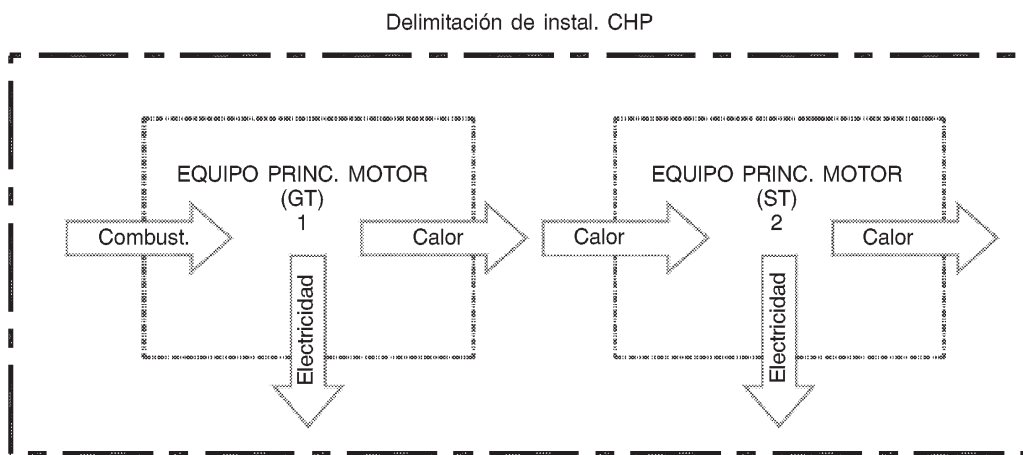 Delimitación de instal. CHP
EQUIPO PRINC. MOTOR
(GT)
1
Combust.
Calor
Electricidad
EQUIPO PRINC. MOTOR
(ST)
2
Calor
Calor
Electricidad